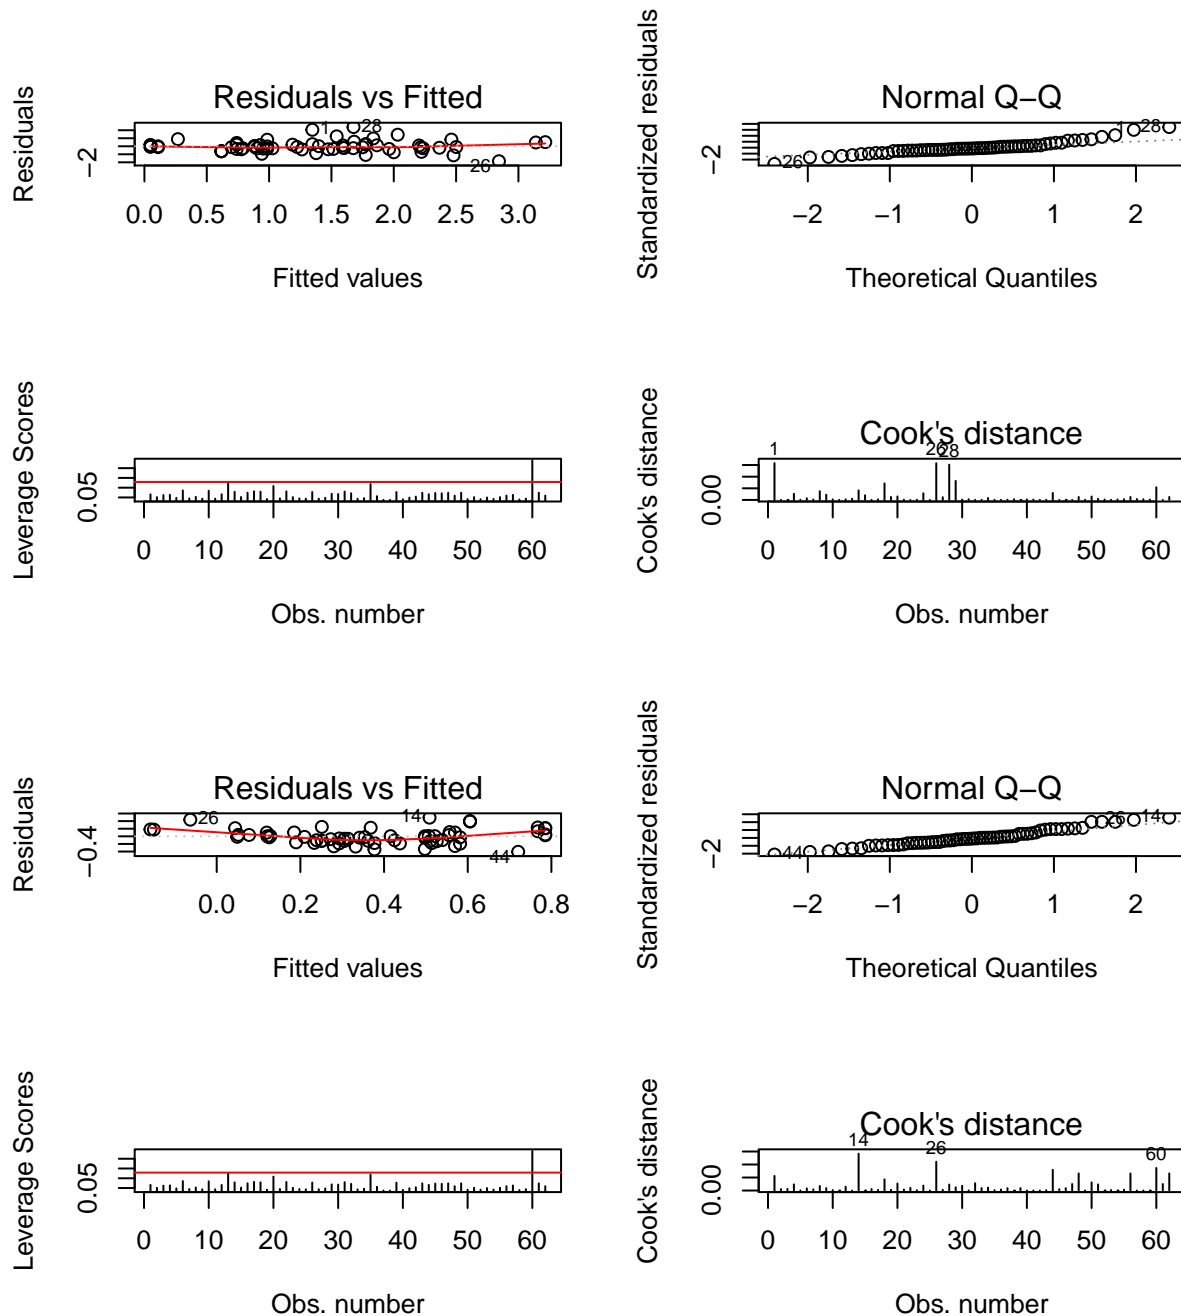 Residuals vs Fitted
Residuals
-2
1
28
26
0.0 0.5 1.0 1.5 2.0 2.5 3.0
Fitted values
Normal Q-Q
Standardized residuals
-2
26
1
28
-2 -1 0 1 2
Theoretical Quantiles
Leverage Scores
0.05
0 10 20 30 40 50 60
Obs. number
Cook's distance
Cook's distance
0.00
1
26
28
0 10 20 30 40 50 60
Obs. number
Residuals vs Fitted
Residuals
-0.4
26
14
44
0.0 0.2 0.4 0.6 0.8
Fitted values
Normal Q-Q
Standardized residuals
-2
44
26
14
-2 -1 0 1 2
Theoretical Quantiles
Leverage Scores
0.05
0 10 20 30 40 50 60
Obs. number
Cook's distance
Cook's distance
0.00
14
26
60
0 10 20 30 40 50 60
Obs. number